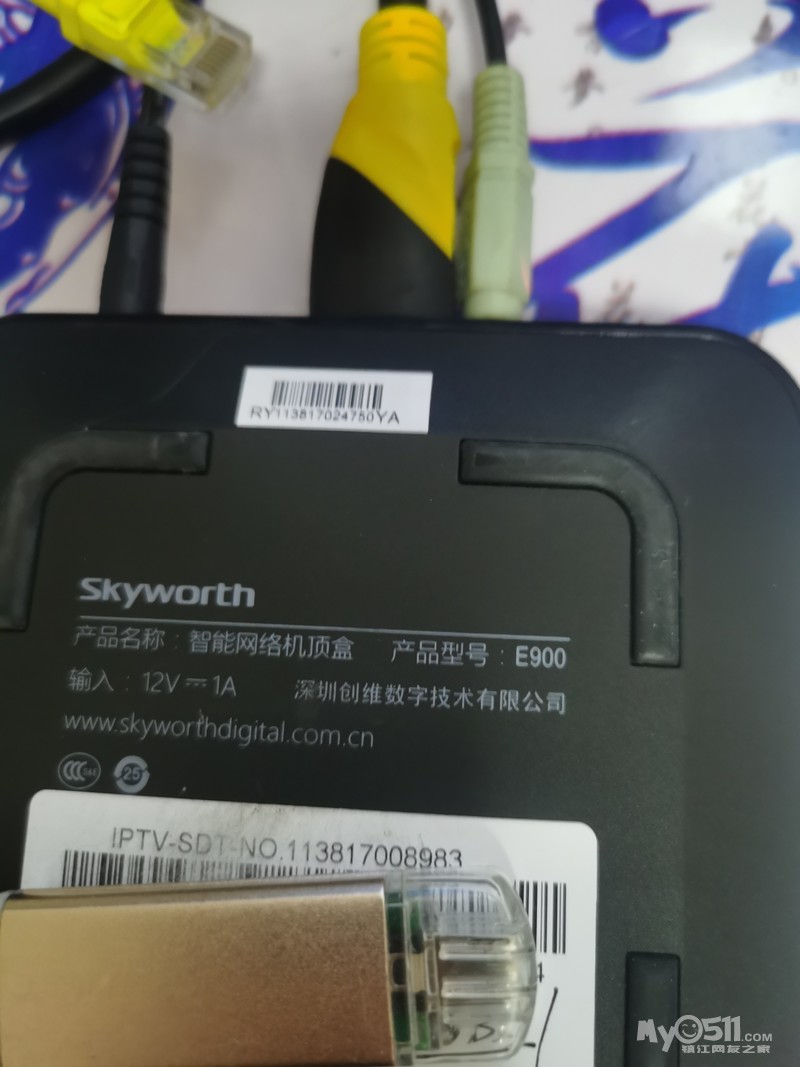 RY113817024750YA
Skyworth
产品名称：智能网络机顶盒 产品型号：E900
输入：12V⎓1A 深圳创维数字技术有限公司
www.skyworthdigital.com.cn
25
IPTV-SDT-NO.113817008983
4
My0511.COM
镇江网友之家